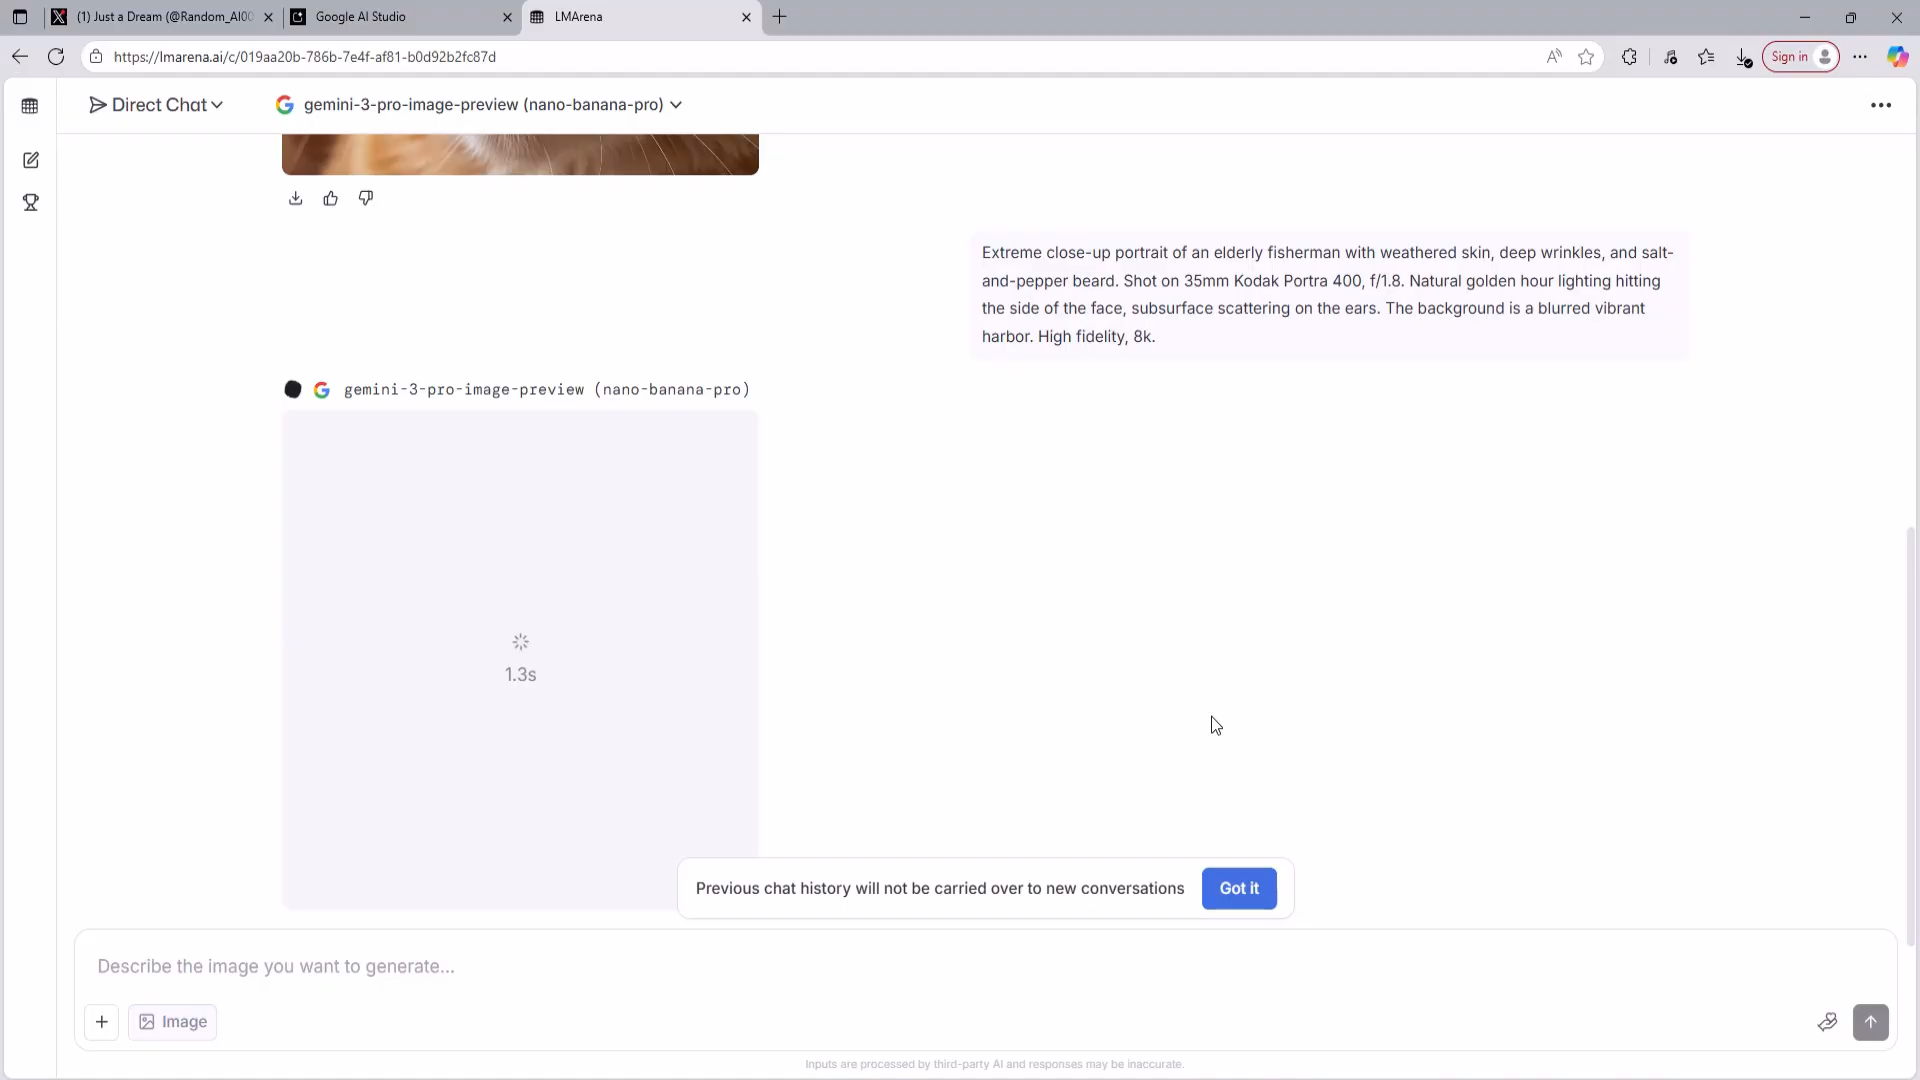 (1) Just a Dream (@Random_AI00
Google AI Studio
LMArena
https://lmarena.ai/c/019aa20b-786b-7e4f-af81-b0d92b2fc87d
Sign in
Direct Chat
gemini-3-pro-image-preview (nano-banana-pro)
Extreme close-up portrait of an elderly fisherman with weathered skin, deep wrinkles, and salt-
and-pepper beard. Shot on 35mm Kodak Portra 400, f/1.8. Natural golden hour lighting hitting
the side of the face, subsurface scattering on the ears. The background is a blurred vibrant
harbor. High fidelity, 8k.
gemini-3-pro-image-preview (nano-banana-pro)
1.3s
Previous chat history will not be carried over to new conversations
Got it
Describe the image you want to generate...
Image
Inputs are processed by third-party AI and responses may be inaccurate.